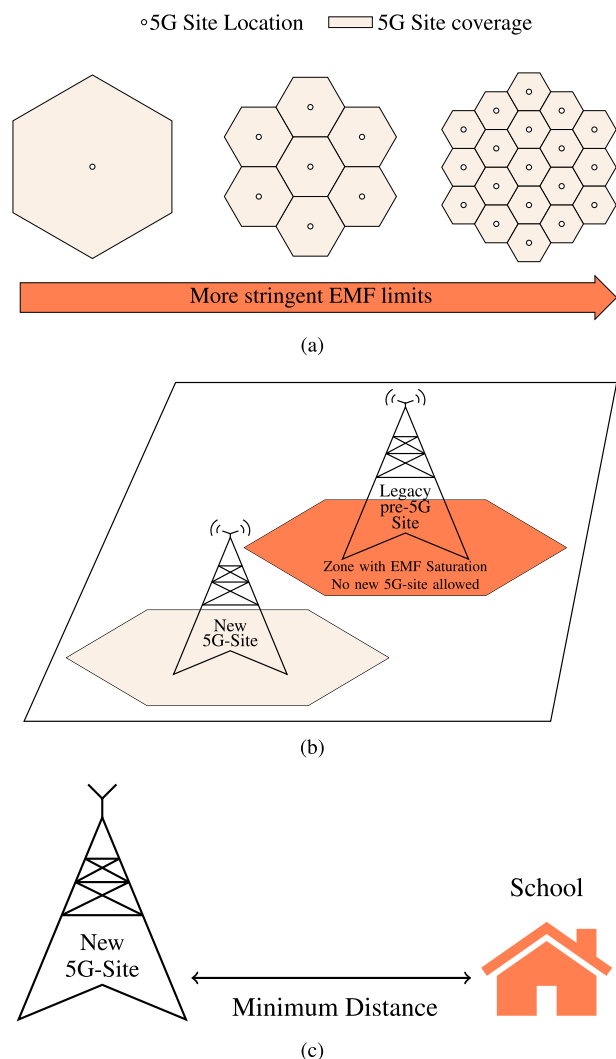 5G Site Location
5G Site coverage
More stringent EMF limits
(a)
Legacy
pre-5G
Site
Zone with EMF Saturation
No new 5G-site allowed
New
5G-Site
(b)
School
New
5G-Site
Minimum Distance
(c)